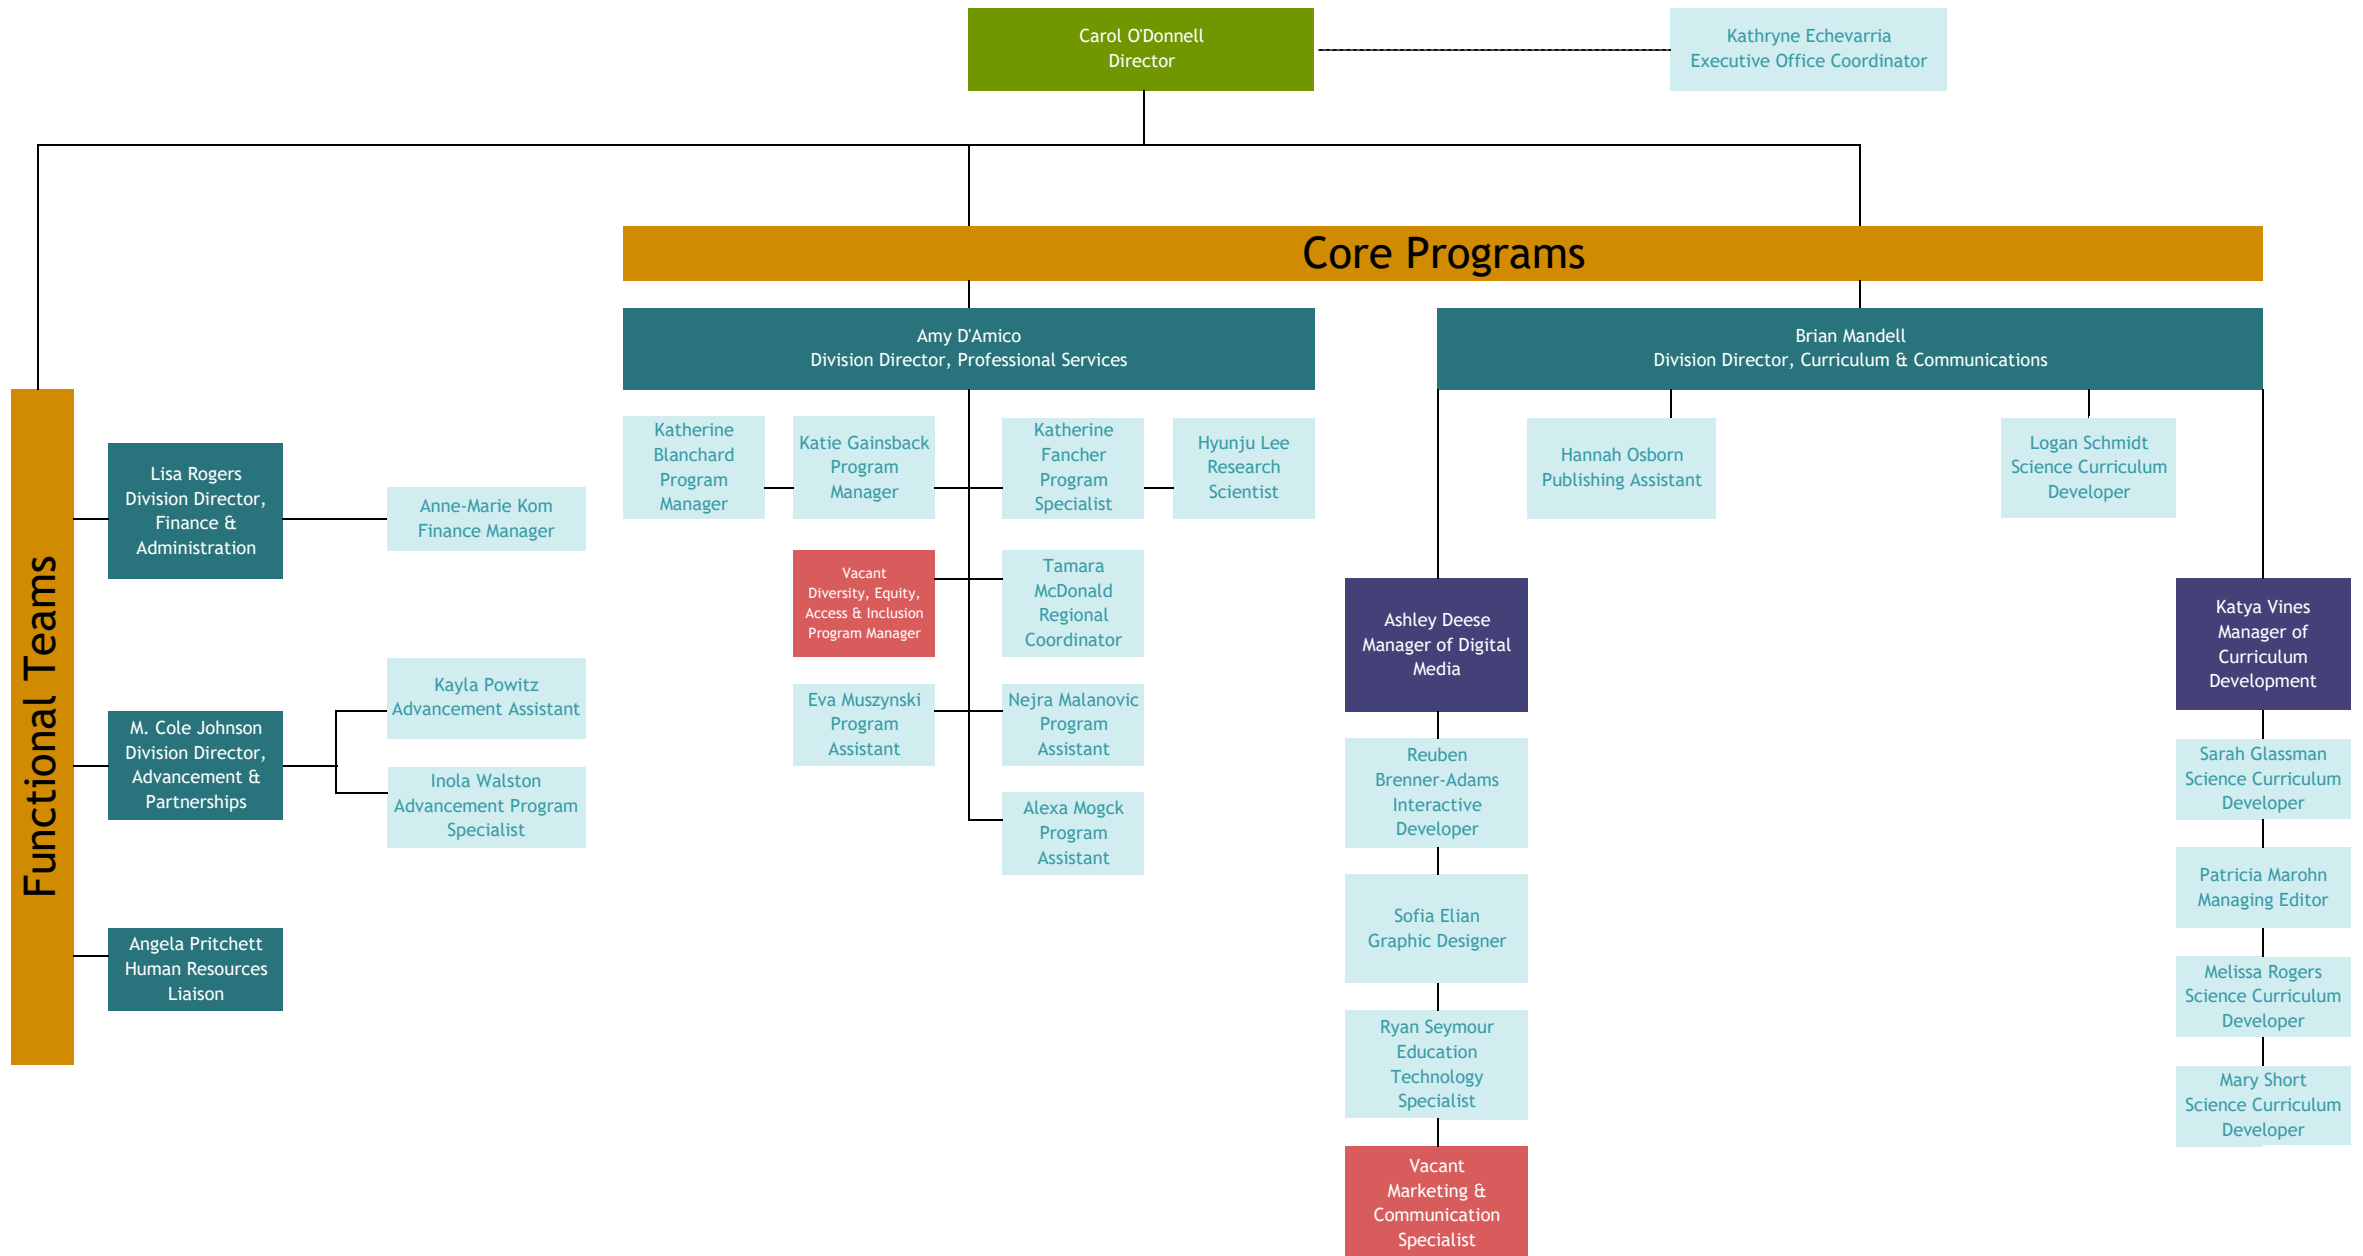 Carol O'Donnell
Director
Kathryne Echevarria
Executive Office Coordinator
Core Programs
Amy D'Amico
Division Director, Professional Services
Brian Mandell
Division Director, Curriculum & Communications
Functional Teams
Lisa Rogers
Division Director,
Finance &
Administration
Anne-Marie Kom
Finance Manager
M. Cole Johnson
Division Director,
Advancement &
Partnerships
Kayla Powitz
Advancement Assistant
Inola Walston
Advancement Program
Specialist
Angela Pritchett
Human Resources
Liaison
Katherine
Blanchard
Program
Manager
Katie Gainsback
Program
Manager
Katherine
Fancher
Program
Specialist
Hyunju Lee
Research
Scientist
Vacant
Diversity, Equity,
Access & Inclusion
Program Manager
Tamara
McDonald
Regional
Coordinator
Eva Muszynski
Program
Assistant
Nejra Malanovic
Program
Assistant
Alexa Mogck
Program
Assistant
Hannah Osborn
Publishing Assistant
Logan Schmidt
Science Curriculum
Developer
Ashley Deese
Manager of Digital
Media
Reuben
Brenner-Adams
Interactive
Developer
Sofia Elian
Graphic Designer
Ryan Seymour
Education
Technology
Specialist
Vacant
Marketing &
Communication
Specialist
Katya Vines
Manager of
Curriculum
Development
Sarah Glassman
Science Curriculum
Developer
Patricia Marohn
Managing Editor
Melissa Rogers
Science Curriculum
Developer
Mary Short
Science Curriculum
Developer